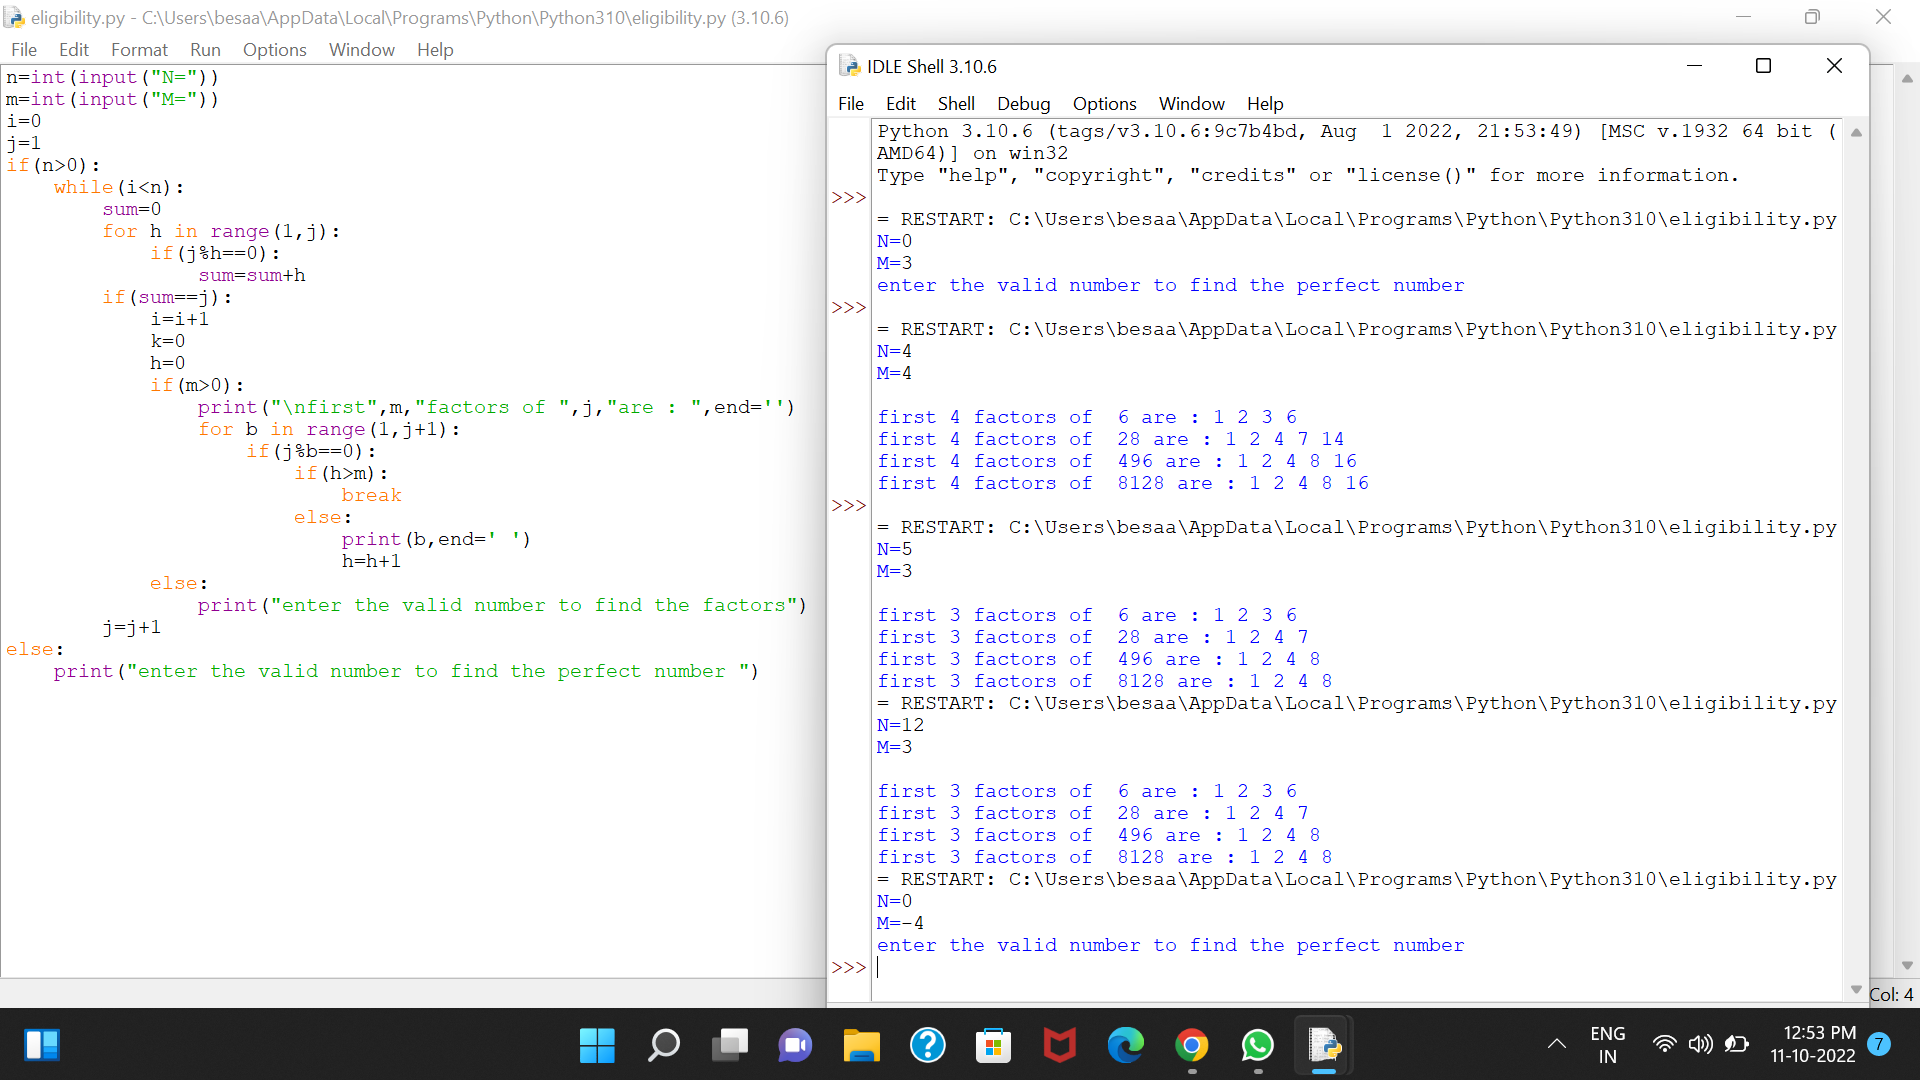 eligibility.py - C:\Users\besaa\AppData\Local\Programs\Python\Python310\eligibility.py (3.10.6)
File Edit Format Run Options Window Help
n=int(input("N="))
m=int(input("M="))
i=0
j=1
if(n>0):
    while(i<n):
        sum=0
        for h in range(1,j):
            if(j%h==0):
                sum=sum+h
        if(sum==j):
            i=i+1
            k=0
            h=0
            if(m>0):
                print("\nfirst",m,"factors of ",j,"are : ",end='')
                for b in range(1,j+1):
                    if(j%b==0):
                        if(h>m):
                            break
                        else:
                            print(b,end=' ')
                            h=h+1
            else:
                print("enter the valid number to find the factors")
        j=j+1
else:
    print("enter the valid number to find the perfect number ")
IDLE Shell 3.10.6
File Edit Shell Debug Options Window Help
Python 3.10.6 (tags/v3.10.6:9c7b4bd, Aug  1 2022, 21:53:49) [MSC v.1932 64 bit (
AMD64)] on win32
Type "help", "copyright", "credits" or "license()" for more information.
>>>
= RESTART: C:\Users\besaa\AppData\Local\Programs\Python\Python310\eligibility.py
N=0
M=3
enter the valid number to find the perfect number
>>>
= RESTART: C:\Users\besaa\AppData\Local\Programs\Python\Python310\eligibility.py
N=4
M=4
first 4 factors of  6 are : 1 2 3 6
first 4 factors of  28 are : 1 2 4 7 14
first 4 factors of  496 are : 1 2 4 8 16
first 4 factors of  8128 are : 1 2 4 8 16
>>>
= RESTART: C:\Users\besaa\AppData\Local\Programs\Python\Python310\eligibility.py
N=5
M=3
first 3 factors of  6 are : 1 2 3 6
first 3 factors of  28 are : 1 2 4 7
first 3 factors of  496 are : 1 2 4 8
first 3 factors of  8128 are : 1 2 4 8
= RESTART: C:\Users\besaa\AppData\Local\Programs\Python\Python310\eligibility.py
N=12
M=3
first 3 factors of  6 are : 1 2 3 6
first 3 factors of  28 are : 1 2 4 7
first 3 factors of  496 are : 1 2 4 8
first 3 factors of  8128 are : 1 2 4 8
= RESTART: C:\Users\besaa\AppData\Local\Programs\Python\Python310\eligibility.py
N=0
M=-4
enter the valid number to find the perfect number
>>>
Col: 4
ENG
IN
12:53 PM
11-10-2022
7